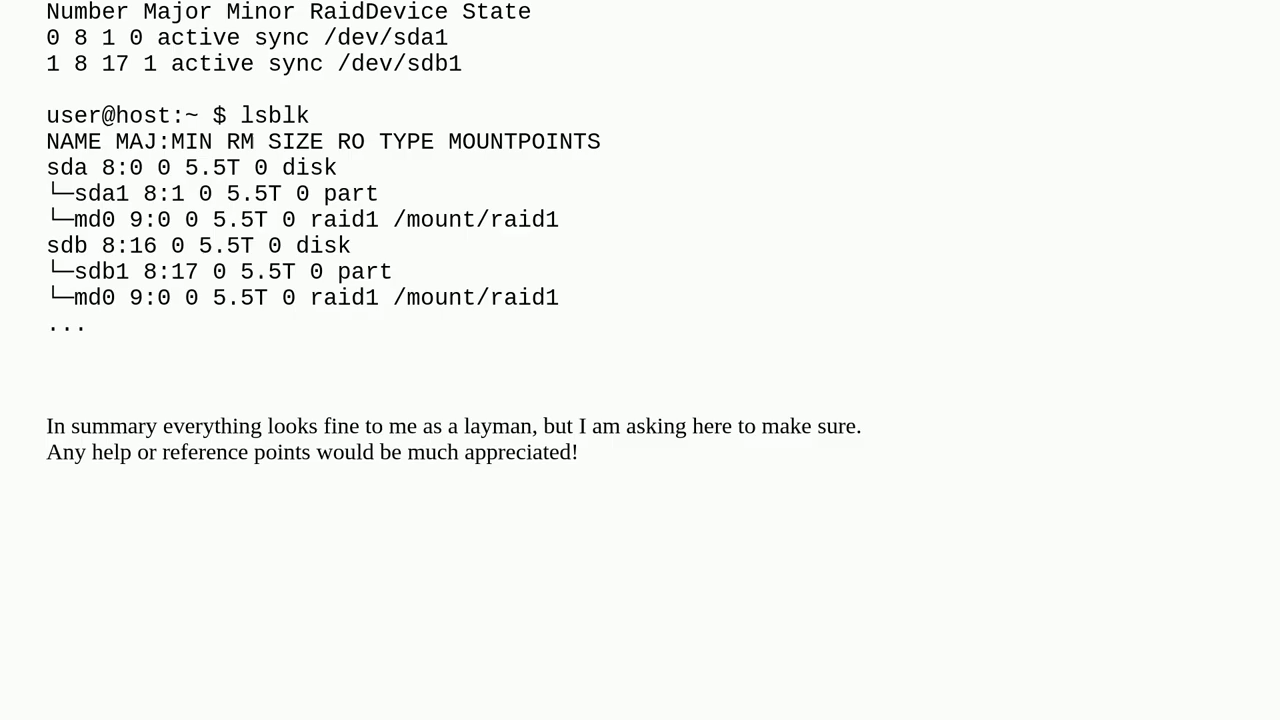 Number Major Minor RaidDevice State
0 8 1 0 active sync /dev/sda1
1 8 17 1 active sync /dev/sdb1
user@host:~ $ lsblk
NAME MAJ:MIN RM SIZE RO TYPE MOUNTPOINTS
sda 8:0 0 5.5T 0 disk
└─sda1 8:1 0 5.5T 0 part
└─md0 9:0 0 5.5T 0 raid1 /mount/raid1
sdb 8:16 0 5.5T 0 disk
└─sdb1 8:17 0 5.5T 0 part
└─md0 9:0 0 5.5T 0 raid1 /mount/raid1
...
In summary everything looks fine to me as a layman, but I am asking here to make sure.
Any help or reference points would be much appreciated!